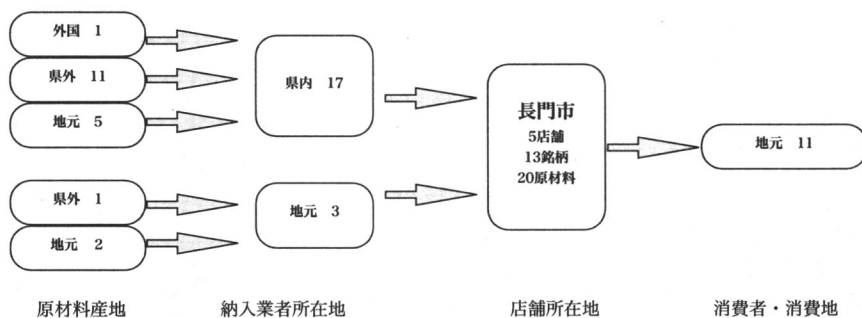 外国 1
県外 11
地元 5
県内 17
県外 1
地元 2
地元 3
長門市
5店舗
13銘柄
20原材料
地元 11
原材料産地
納入業者所在地
店舗所在地
消費者・消費地